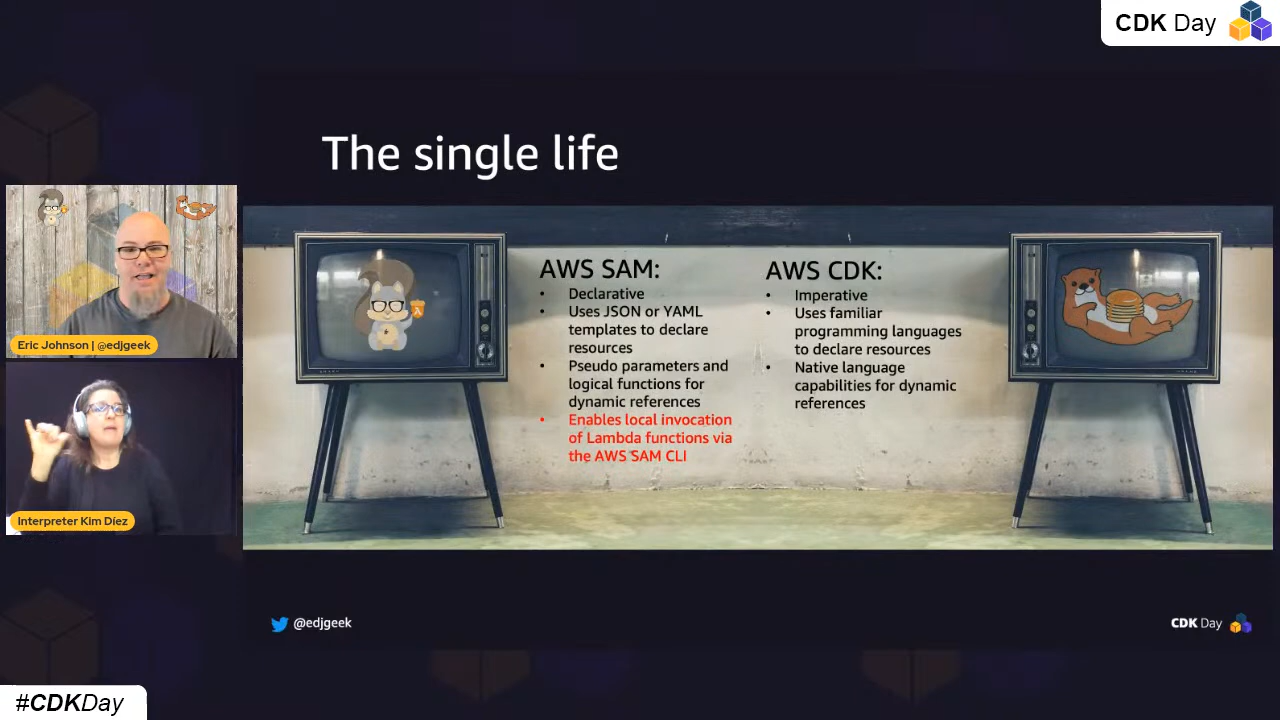 CDK Day
The single life
AWS SAM:
• Declarative
• Uses JSON or YAML
templates to declare
resources
• Pseudo parameters and
logical functions for
dynamic references
• Enables local invocation
of Lambda functions via
the AWS SAM CLI
AWS CDK:
• Imperative
• Uses familiar
programming languages
to declare resources
• Native language
capabilities for dynamic
references
Eric Johnson | @edjgeek
Interpreter Kim Díez
@edjgeek
CDK Day
#CDKDay